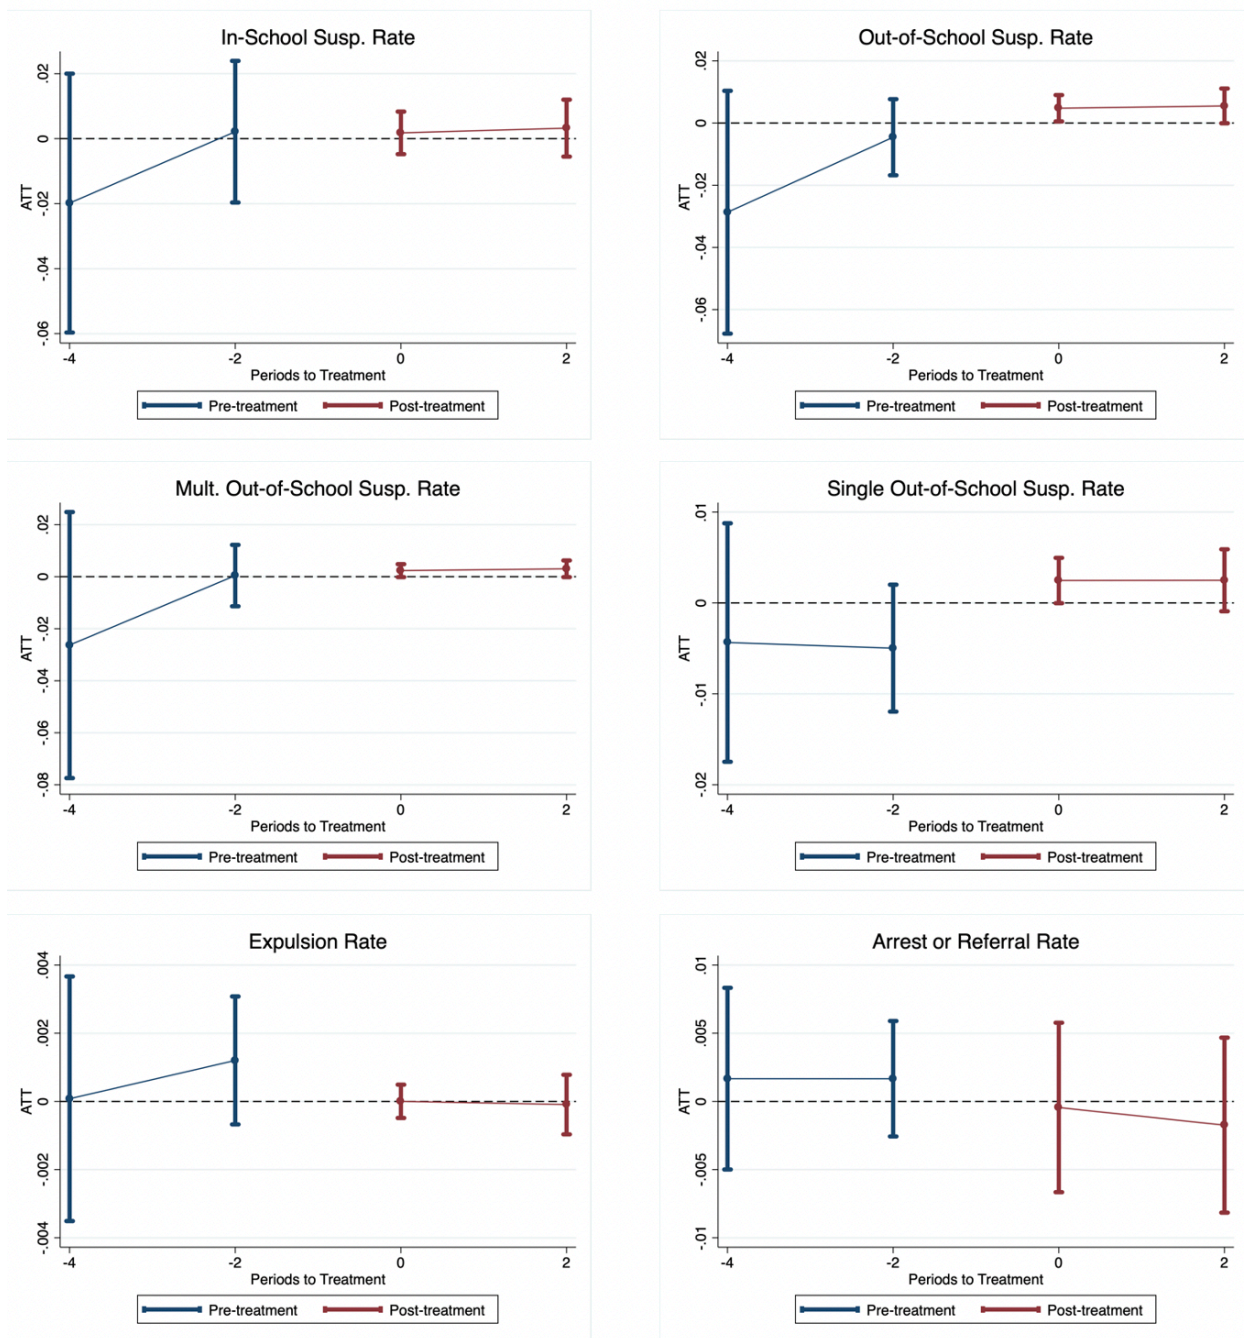 In-School Susp. Rate
.02
0
-.02
-.04
-.06
ATT
-4
-2
0
2
Periods to Treatment
Pre-treatment Post-treatment
Out-of-School Susp. Rate
.02
0
-.02
-.04
-.06
ATT
-4
-2
0
2
Periods to Treatment
Pre-treatment Post-treatment
Mult. Out-of-School Susp. Rate
.02
0
-.02
-.04
-.06
-.08
ATT
-4
-2
0
2
Periods to Treatment
Pre-treatment Post-treatment
Single Out-of-School Susp. Rate
.01
0
-.01
-.02
ATT
-4
-2
0
2
Periods to Treatment
Pre-treatment Post-treatment
Expulsion Rate
.004
.002
0
-.002
-.004
ATT
-4
-2
0
2
Periods to Treatment
Pre-treatment Post-treatment
Arrest or Referral Rate
.01
.005
0
-.005
-.01
ATT
-4
-2
0
2
Periods to Treatment
Pre-treatment Post-treatment